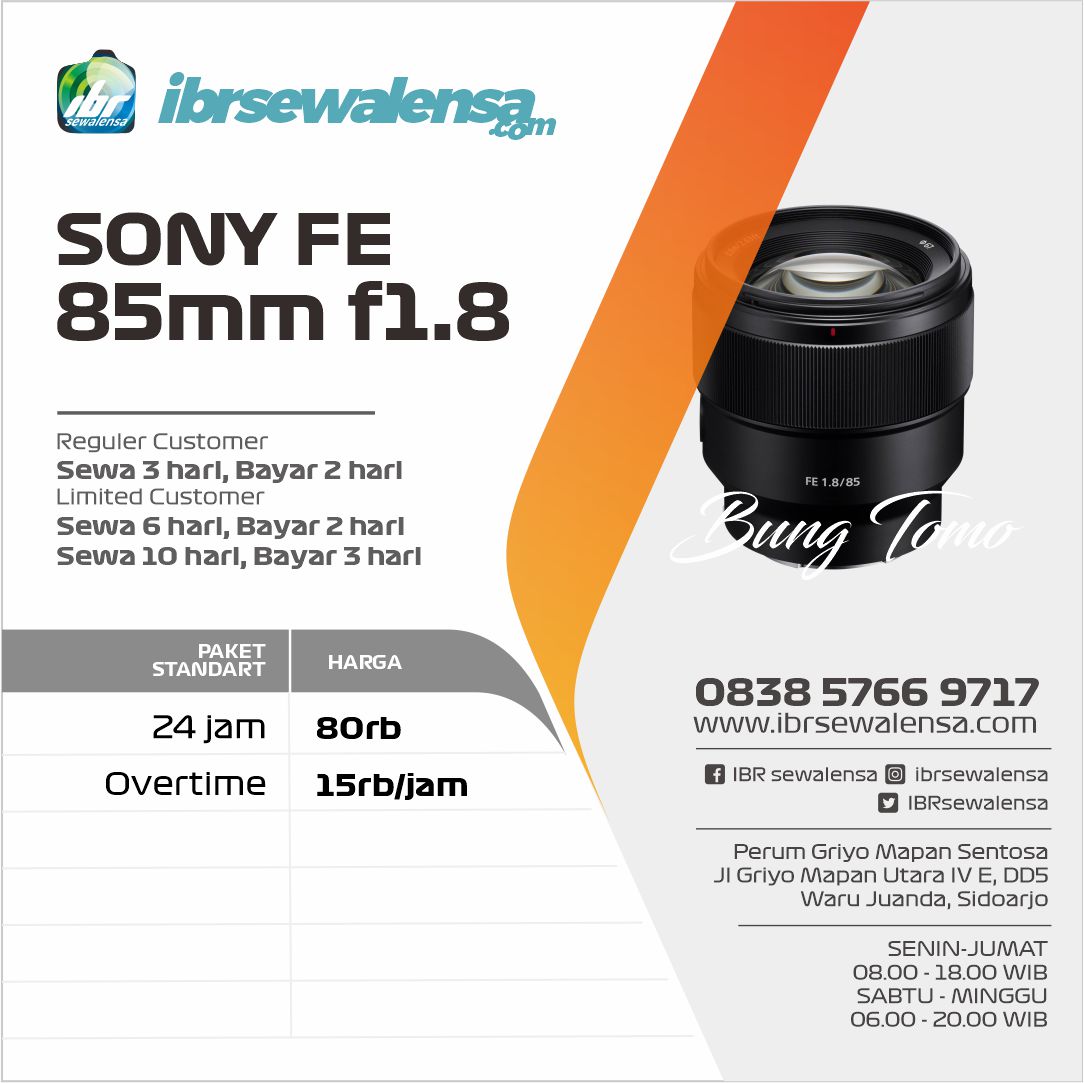 ibr
sewalensa
ibrsewalensa
.com
SONY FE
85mm f1.8
Reguler Customer
Sewa 3 hari, Bayar 2 hari
Limited Customer
Sewa 6 hari, Bayar 2 hari
Sewa 10 hari, Bayar 3 hari
PAKET
STANDART
HARGA
24 jam
80rb
Overtime
15rb/jam
FE 1.8/85
Bung Tomo
0838 5766 9717
www.ibrsewalensa.com
IBR sewalensa
ibrsewalensa
IBRsewalensa
Perum Griyo Mapan Sentosa
Jl Griyo Mapan Utara IV E, DD5
Waru Juanda, Sidoarjo
SENIN-JUMAT
08.00 - 18.00 WIB
SABTU - MINGGU
06.00 - 20.00 WIB